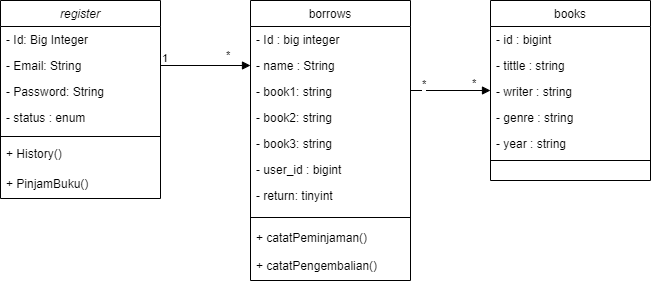 register
- Id: Big Integer
- Email: String
- Password: String
- status : enum
+ History()
+ PinjamBuku()
1
*
borrows
- Id : big integer
- name : String
- book1: string
- book2: string
- book3: string
- user_id : bigint
- return: tinyint
+ catatPeminjaman()
+ catatPengembalian()
*
*
books
- id : bigint
- tittle : string
- writer : string
- genre : string
- year : string